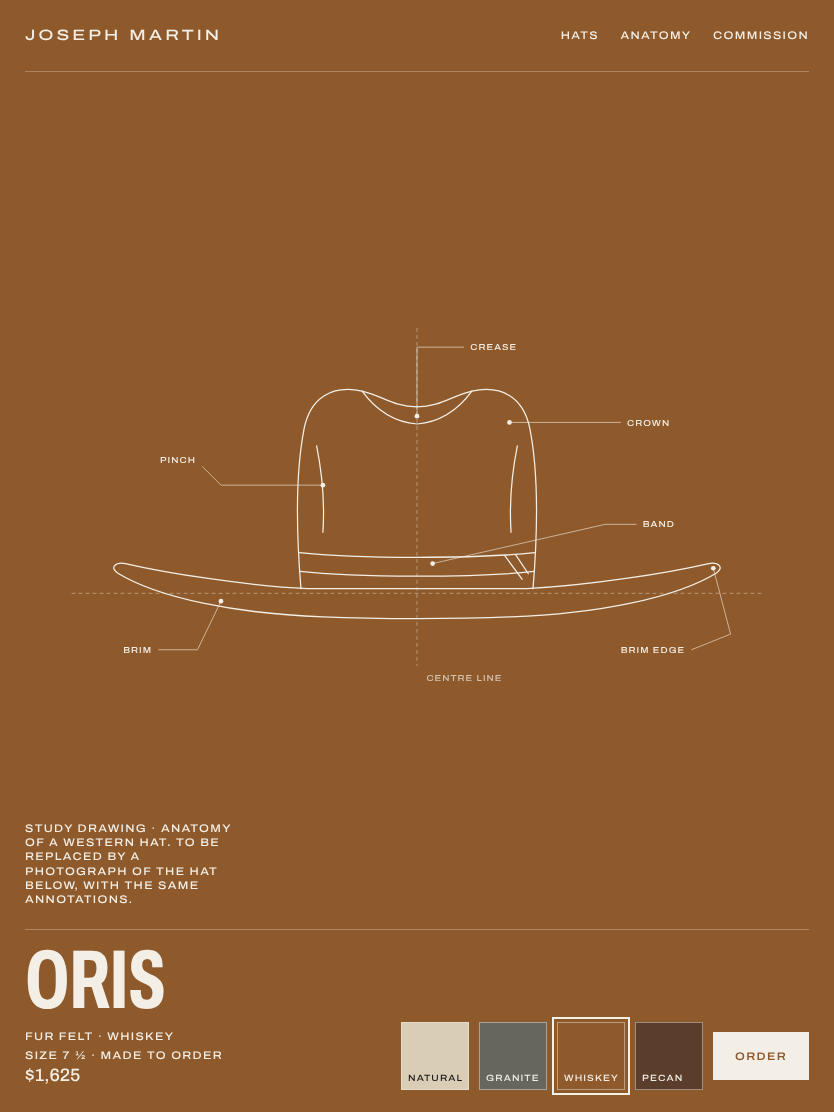 JOSEPH MARTIN
HATS ANATOMY COMMISSION
CREASE
CROWN
PINCH
BAND
BRIM
BRIM EDGE
CENTRE LINE
STUDY DRAWING · ANATOMY
OF A WESTERN HAT. TO BE
REPLACED BY A
PHOTOGRAPH OF THE HAT
BELOW, WITH THE SAME
ANNOTATIONS.
ORIS
FUR FELT · WHISKEY
SIZE 7 ½ · MADE TO ORDER
$1,625
NATURAL
GRANITE
WHISKEY
PECAN
ORDER